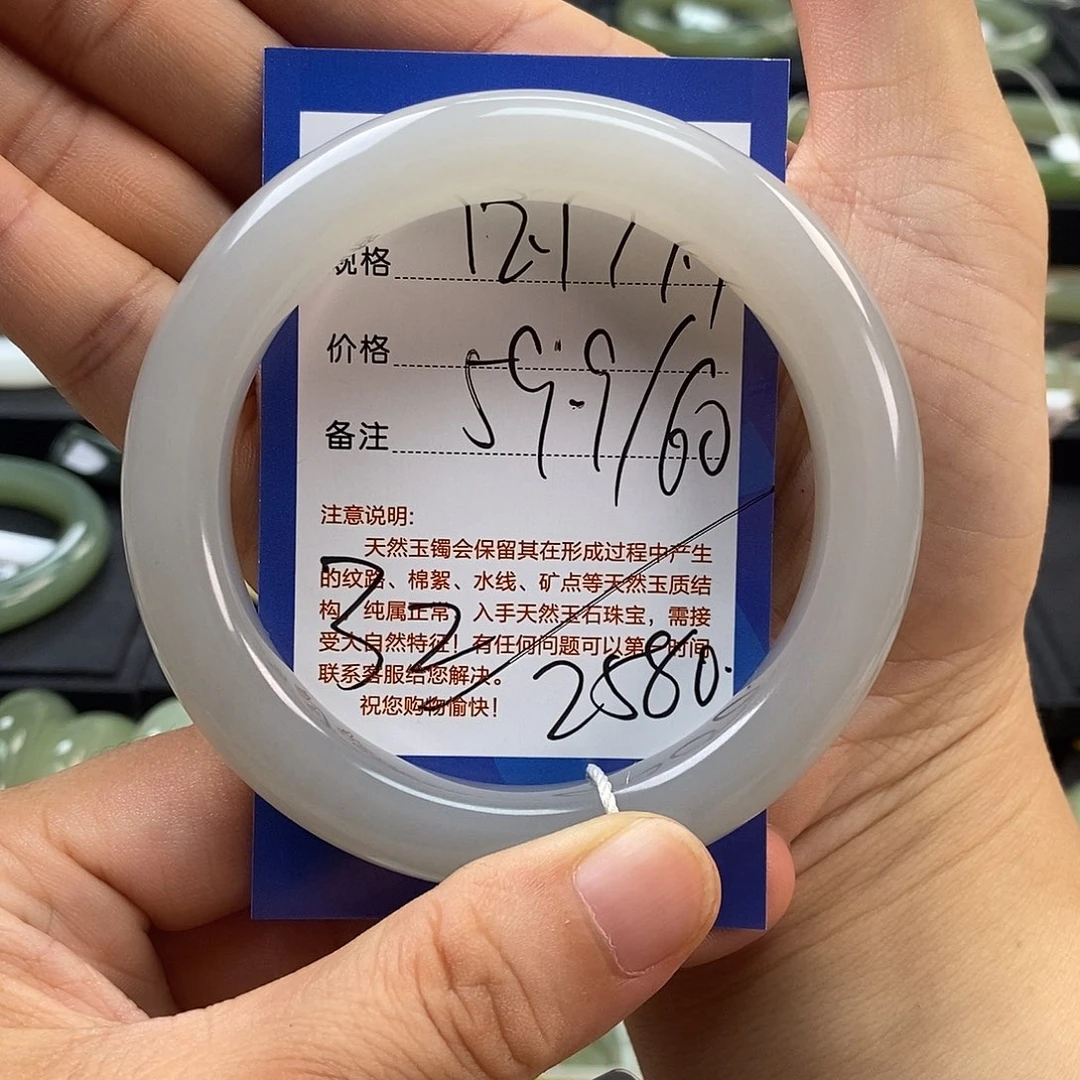 规格 12.1/
价格 59.9/60
备注
注意说明:
天然玉镯会保留其在形成过程中产生
的纹路、棉絮、水线、矿点等天然玉质结
构，纯属正常，入手天然玉石珠宝，需接
受大自然特征！有任何问题可以第一时间
联系客服给您解决。
祝您购物愉快！
32
2580.